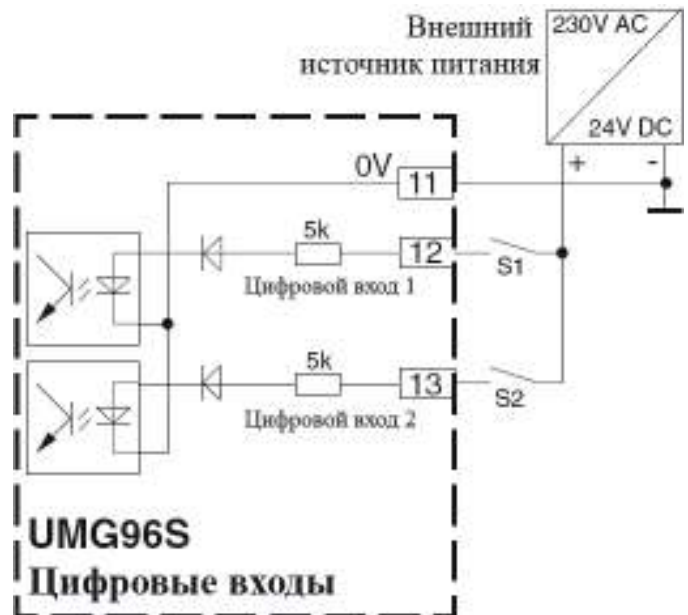 Внешний
источник питания
230V AC
24V DC
+ -
0V
11
5k
12
S1
Цифровой вход 1
5k
13
S2
Цифровой вход 2
UMG96S
Цифровые входы